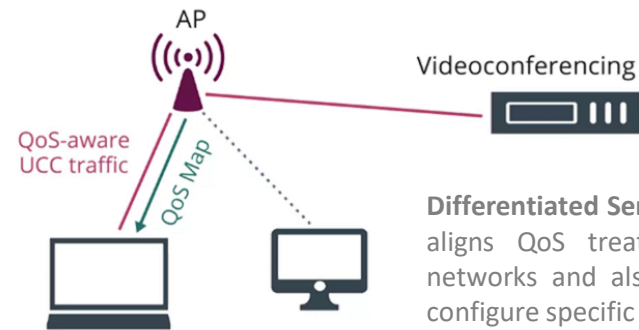 AP
Videoconferencing
QoS-aware
UCC traffic
QoS Map
Differentiated Ser
aligns QoS treat
networks and als
configure specific